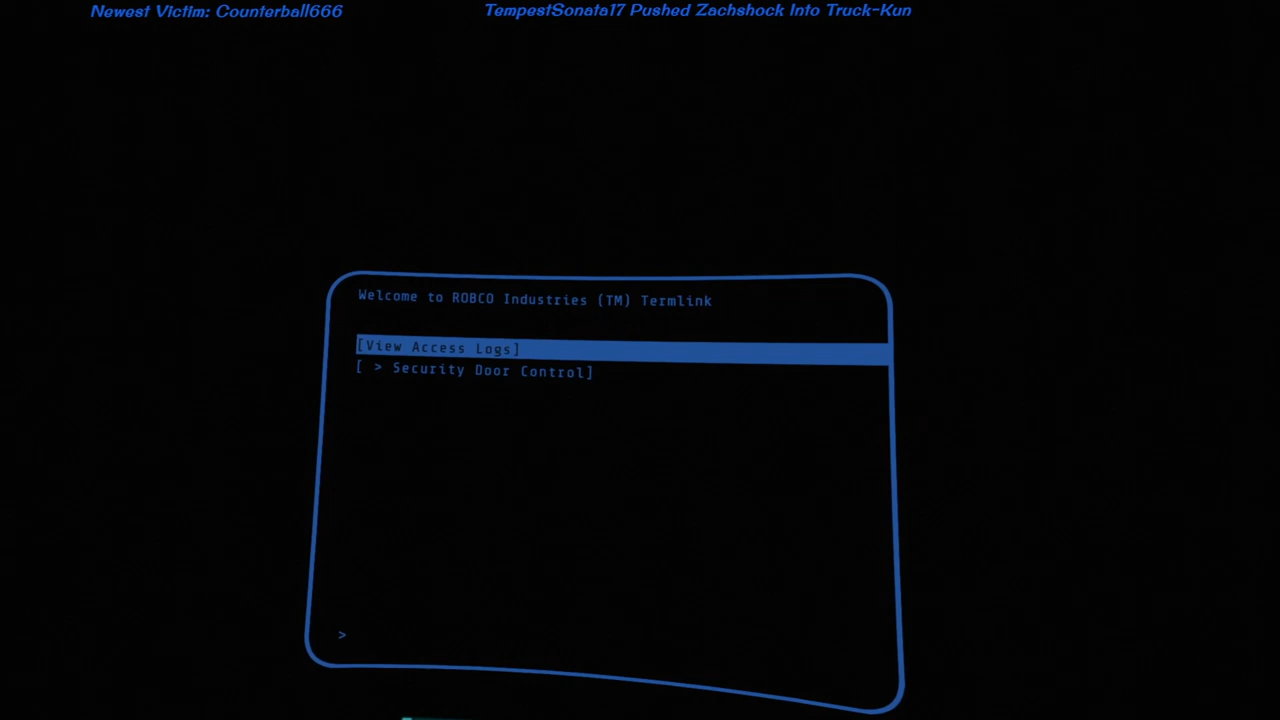 Newest Victim: Counterball666
TempestSonata17 Pushed Zachshock Into Truck-Kun
Welcome to ROBCO Industries (TM) Termlink
[View Access Logs]
[ > Security Door Control]
>